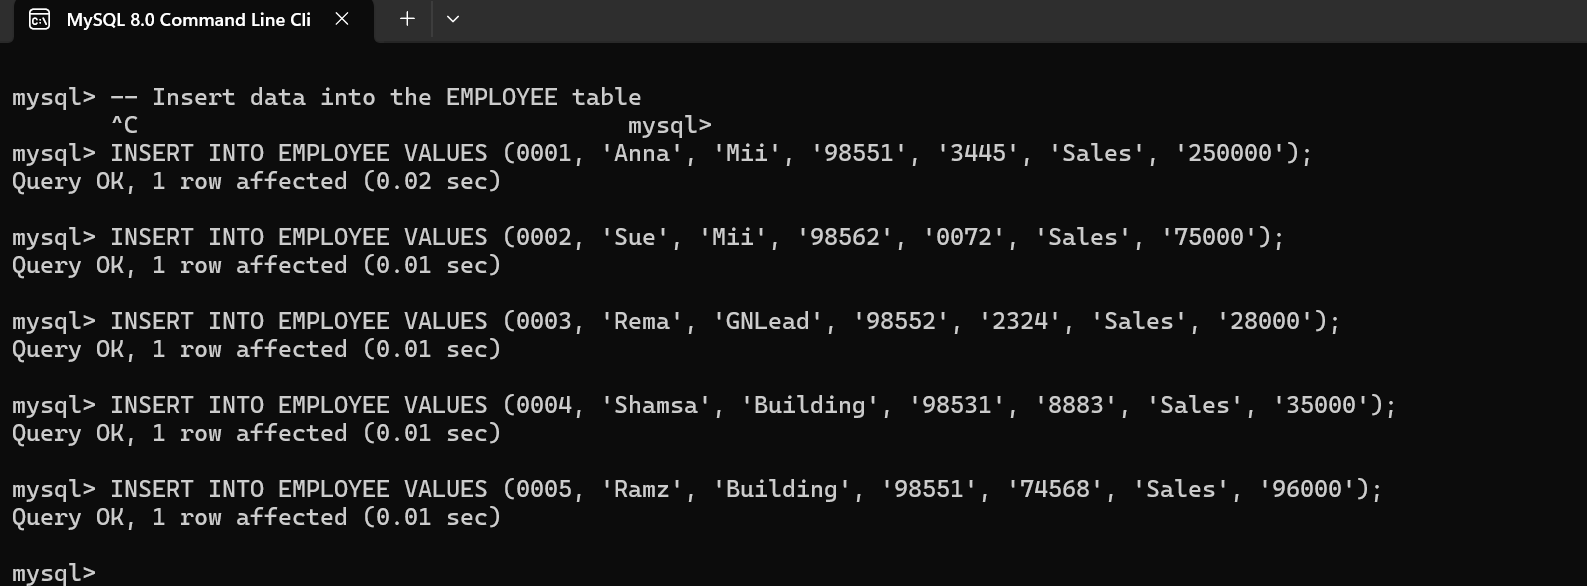 MySQL 8.0 Command Line Cli
mysql> -- Insert data into the EMPLOYEE table
^C mysql>
mysql> INSERT INTO EMPLOYEE VALUES (0001, 'Anna', 'Mii', '98551', '3445', 'Sales', '250000');
Query OK, 1 row affected (0.02 sec)
mysql> INSERT INTO EMPLOYEE VALUES (0002, 'Sue', 'Mii', '98562', '0072', 'Sales', '75000');
Query OK, 1 row affected (0.01 sec)
mysql> INSERT INTO EMPLOYEE VALUES (0003, 'Rema', 'GNLead', '98552', '2324', 'Sales', '28000');
Query OK, 1 row affected (0.01 sec)
mysql> INSERT INTO EMPLOYEE VALUES (0004, 'Shamsa', 'Building', '98531', '8883', 'Sales', '35000');
Query OK, 1 row affected (0.01 sec)
mysql> INSERT INTO EMPLOYEE VALUES (0005, 'Ramz', 'Building', '98551', '74568', 'Sales', '96000');
Query OK, 1 row affected (0.01 sec)
mysql>